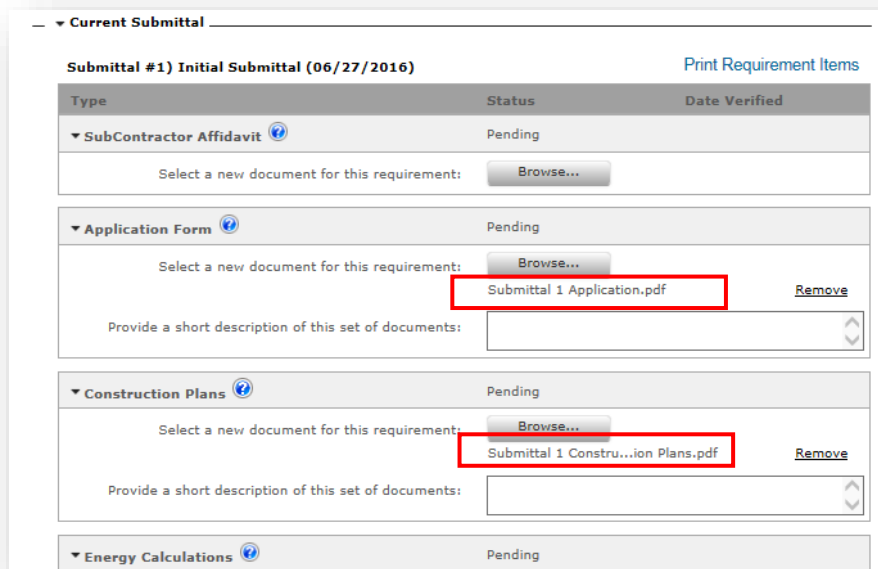 Current Submittal
Submittal #1) Initial Submittal (06/27/2016) Print Requirement Items
Type Status Date Verified
SubContractor Affidavit Pending
Select a new document for this requirement: Browse...
Application Form Pending
Select a new document for this requirement: Browse...
Submittal 1 Application.pdf Remove
Provide a short description of this set of documents:
Construction Plans Pending
Select a new document for this requirement: Browse...
Submittal 1 Constru...ion Plans.pdf Remove
Provide a short description of this set of documents:
Energy Calculations Pending